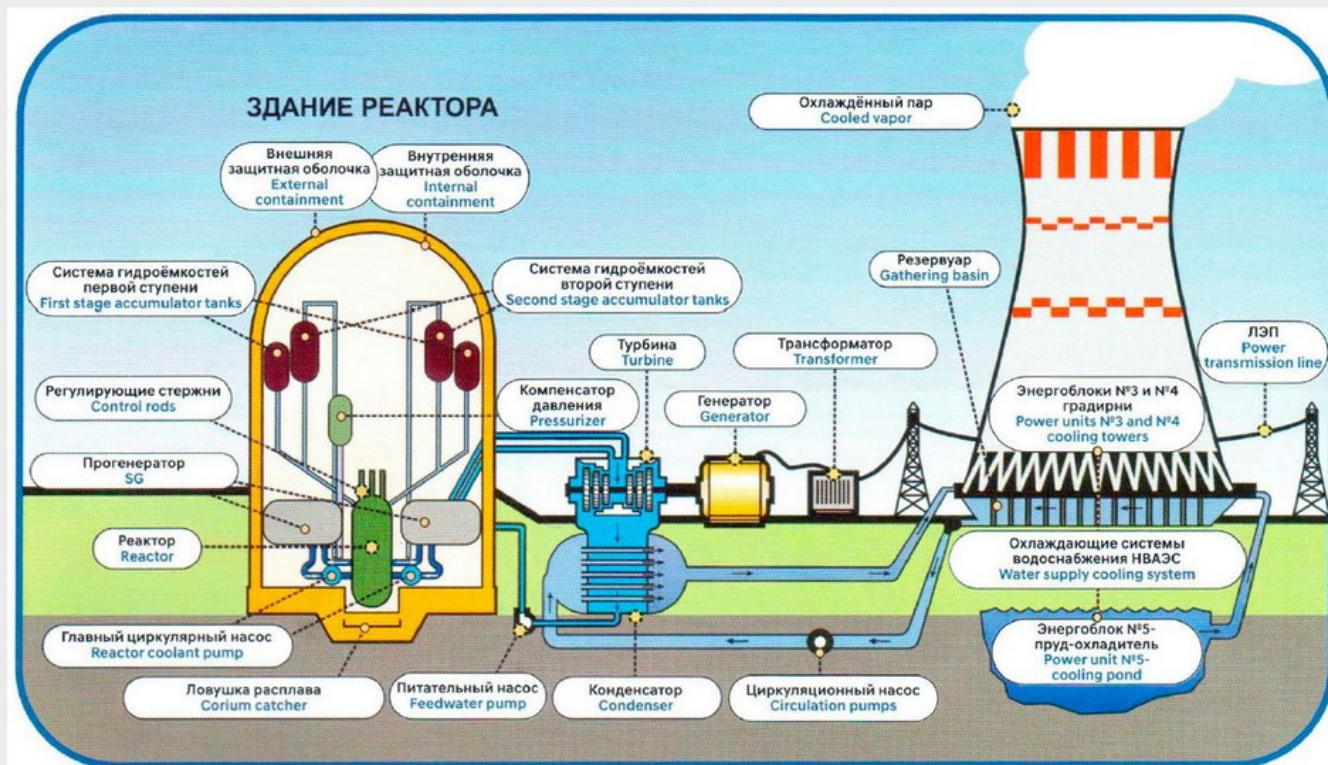 ЗДАНИЕ РЕАКТОРА
Охлаждённый пар
Cooled vapor
Внешняя
защитная оболочка
External
containment
Внутренняя
защитная оболочка
Internal
containment
Система гидроёмкостей
первой ступени
First stage accumulator tanks
Система гидроёмкостей
второй ступени
Second stage accumulator tanks
Резервуар
Gathering basin
Турбина
Turbine
Трансформатор
Transformer
ЛЭП
Power
transmission line
Регулирующие стержни
Control rods
Компенсатор
давления
Pressurizer
Генератор
Generator
Энергоблоки №3 и №4
градирни
Power units №3 and №4
cooling towers
Прогенератор
SG
Реактор
Reactor
Охлаждающие системы
водоснабжения НВАЭС
Water supply cooling system
Главный циркулярный насос
Reactor coolant pump
Энергоблок №5-
пруд-охладитель
Power unit №5-
cooling pond
Ловушка расплава
Corium catcher
Питательный насос
Feedwater pump
Конденсатор
Condenser
Циркуляционный насос
Circulation pumps